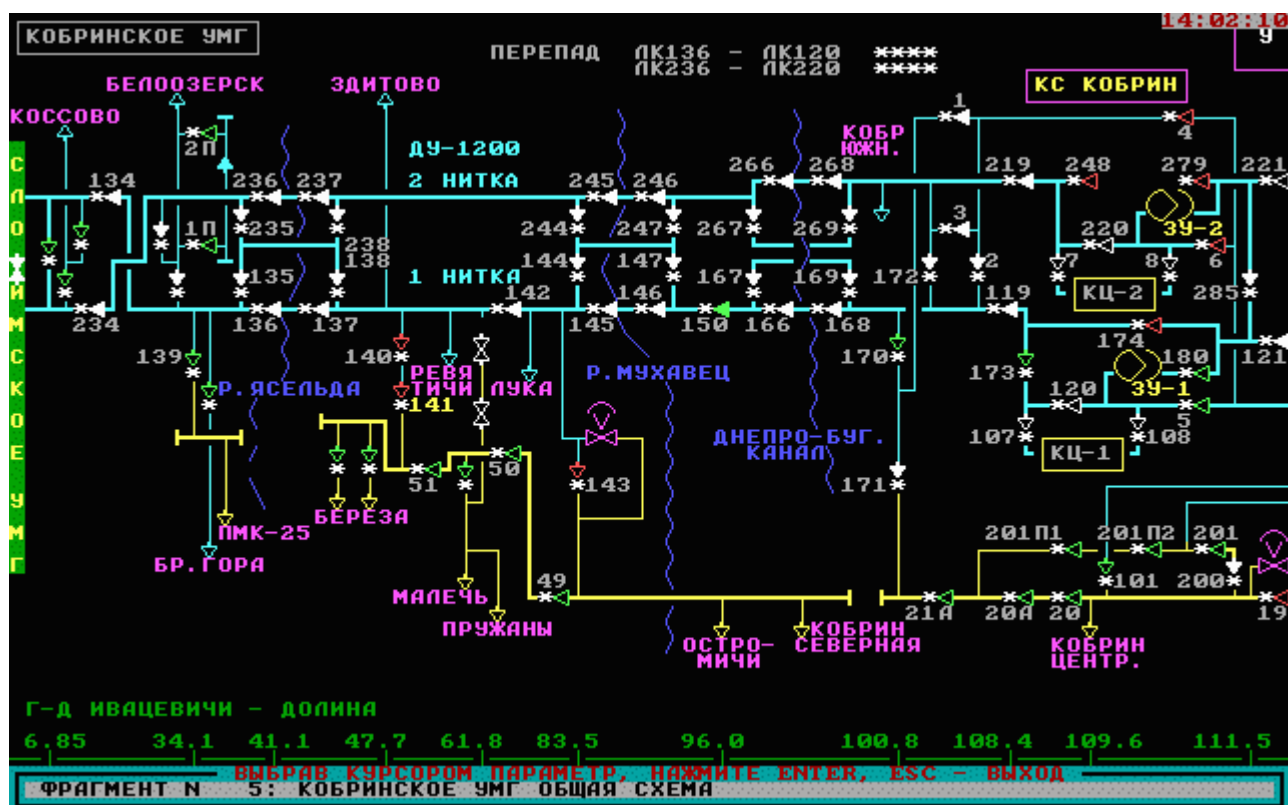 14:02:10
КОБРИНСКОЕ УМГ
У
ПЕРЕПАД ЛК136 - ЛК120 ****
ЛК236 - ЛК220 ****
БЕЛООЗЕРСК ЗДИТОВО КС КОБРИН
КОССОВО 1
2П ДУ-1200 КОБР ЮЖН. 4
134 236 237 2 НИТКА 245 246 266 268 219 248 279 221
1П 235 238 244 247 267 269 3 220 ЗУ-2
138 7 8 6
135 1 НИТКА 144 147 167 169 172 2 КЦ-2 285
234 136 137 142 145 146 150 166 168 119
139 140 170 174 121
РЕВЯТИЧИ ЛУКА Р.МУХАВЕЦ 173 180
Р.ЯСЕЛЬДА 141 120 ЗУ-1
5
ДНЕПРО-БУГ. КАНАЛ 107 108
КЦ-1
51 50 143 171
БЕРЕЗА
ПМК-25 201П1 201П2 201
БР.ГОРА
101 200
МАЛЕЧЬ 49 21А 20А 20 19
ПРУЖАНЫ ОСТРО-МИЧИ КОБРИН СЕВЕРНАЯ КОБРИН ЦЕНТР.
СЛОНИМСКОЕ УМГ
Г-Д ИВАЦЕВИЧИ - ДОЛИНА
6.85 34.1 41.1 47.7 61.8 83.5 96.0 100.8 108.4 109.6 111.5
ВЫБРАВ КУРСОРОМ ПАРАМЕТР, НАЖМИТЕ ENTER, ESC - ВЫХОД
ФРАГМЕНТ N 5: КОБРИНСКОЕ УМГ ОБЩАЯ СХЕМА